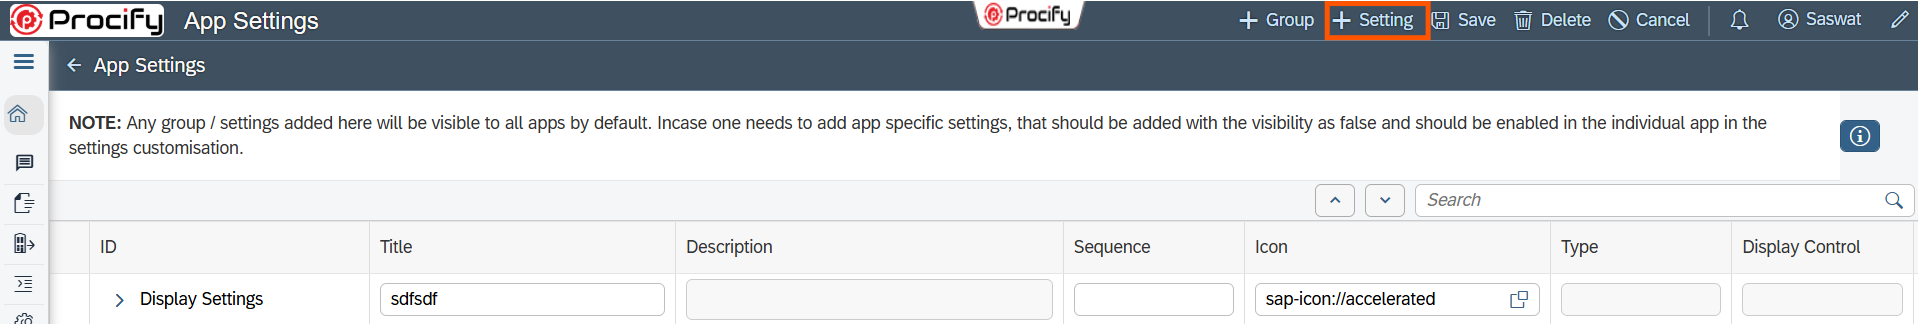 Procify App Settings Procify + Group + Setting Save Delete Cancel Saswat
App Settings
NOTE: Any group / settings added here will be visible to all apps by default. Incase one needs to add app specific settings, that should be added with the visibility as false and should be enabled in the individual app in the
settings customisation.
Search
ID Title Description Sequence Icon Type Display Control
Display Settings sdfsdf sap-icon://accelerated